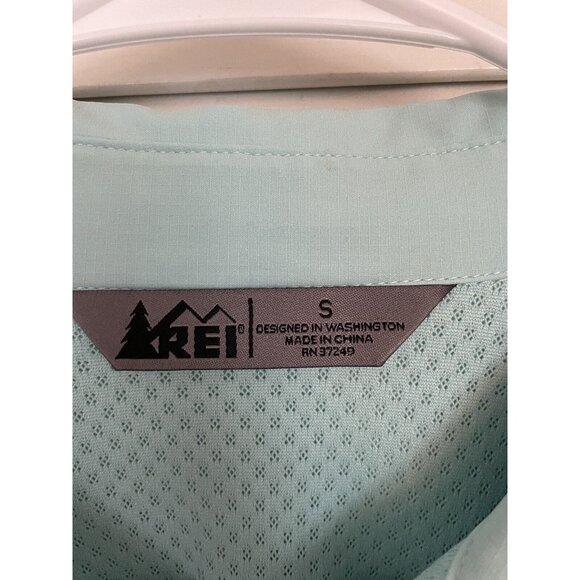 REI®
S
DESIGNED IN WASHINGTON
MADE IN CHINA
RN 37249